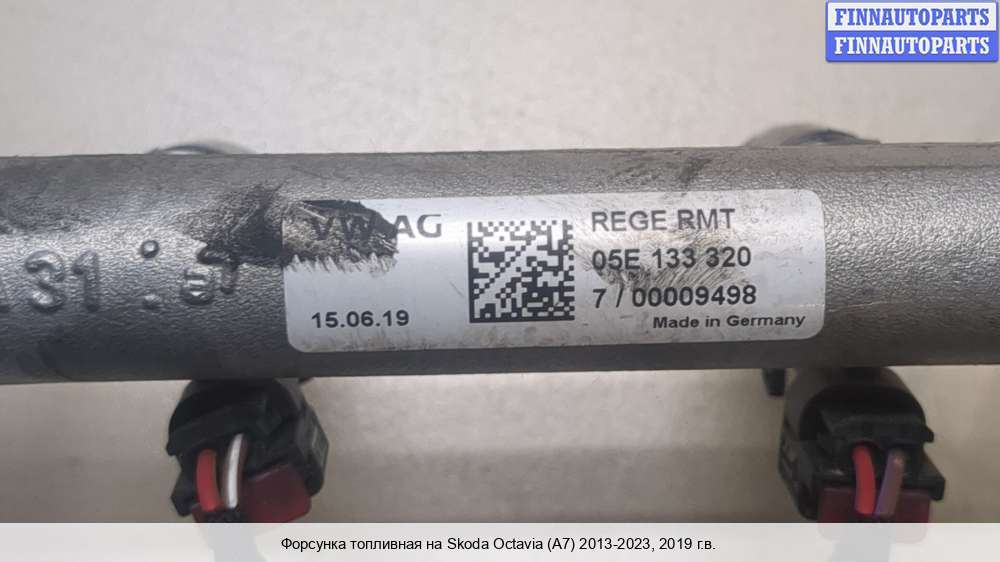 FINNAUTOPARTS
FINNAUTOPARTS
VW AG
REGE RMT
05E 133 320
7 / 00009498
15.06.19
Made in Germany
31
Форсунка топливная на Skoda Octavia (A7) 2013-2023, 2019 г.в.